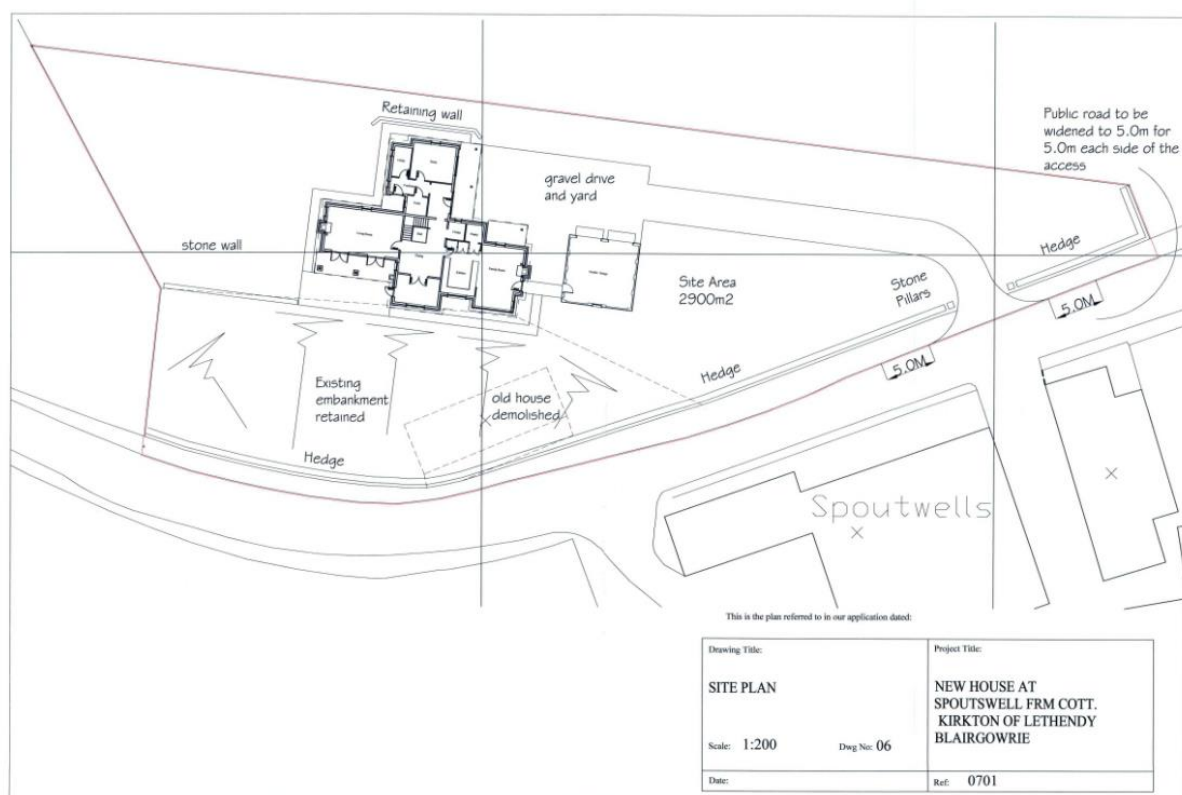 Retaining wall
Public road to be
widened to 5.0m for
5.0m each side of the
access
gravel drive
and yard
stone wall
Hedge
Site Area
2900m2
Stone
Pillars
5.0M
5.0M
Hedge
Existing
embankment
retained
old house
demolished
Hedge
Spoutwells
This is the plan referred to in our application dated:
Drawing Title:
SITE PLAN
Scale: 1:200
Dwg No: 06
Date:
Project Title:
NEW HOUSE AT
SPOUTSWELL FRM COTT.
KIRKTON OF LETHENDY
BLAIRGOWRIE
Ref: 0701